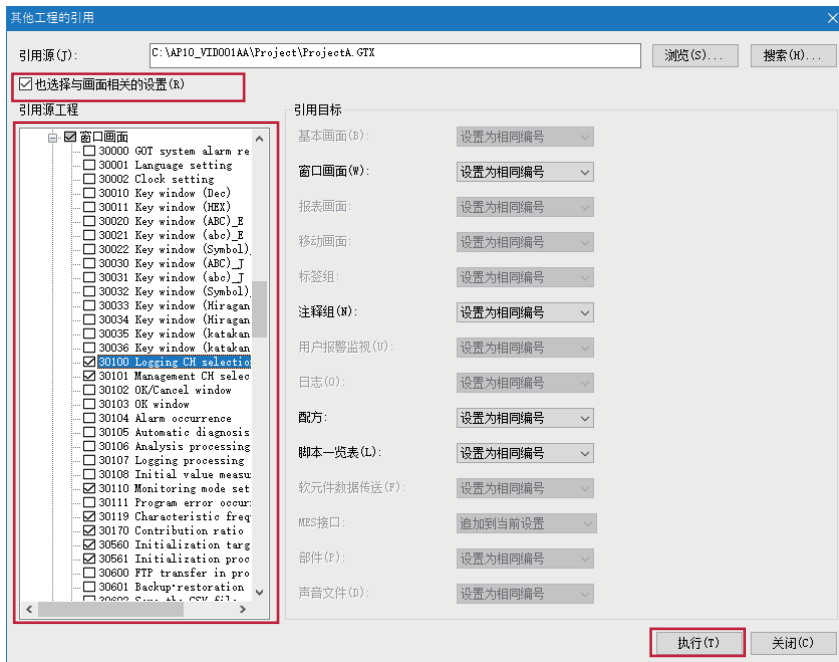 其他工程的引用
引用源(J):
C:\AP10_VID001AA\Project\ProjectA.GTX
浏览(S)...
搜索(H)...
也选择与画面相关的设置(R)
引用源工程
窗口画面
30000 GOT system alarm re
30001 Language setting
30002 Clock setting
30010 Key window (Dec)
30011 Key window (HEX)
30020 Key window (ABC)_E
30021 Key window (abc)_E
30022 Key window (Symbol)_
30030 Key window (ABC)_J
30031 Key window (abc)_J
30032 Key window (Symbol)_
30033 Key window (Hiragan
30034 Key window (Hiragan
30035 Key window (katakan
30036 Key window (katakan
30100 Logging CH selectio
30101 Management CH selec
30102 OK/Cancel window
30103 OK window
30104 Alarm occurrence
30105 Automatic diagnosis
30106 Analysis processing
30107 Logging processing
30108 Initial value measu
30110 Monitoring mode set
30111 Program error occur
30119 Characteristic freq
30170 Contribution ratio
30560 Initialization targ
30561 Initialization proc
30600 FTP transfer in pro
30601 Backup·restoration
引用目标
基本画面(B):
设置为相同编号
窗口画面(W):
设置为相同编号
报表画面:
设置为相同编号
移动画面:
设置为相同编号
标签组:
设置为相同编号
注释组(N):
设置为相同编号
用户报警监视(U):
设置为相同编号
日志(O):
设置为相同编号
配方:
设置为相同编号
脚本一览表(L):
设置为相同编号
软元件数据传送(F):
设置为相同编号
MES接口:
追加到当前设置
部件(P):
设置为相同编号
声音文件(D):
设置为相同编号
执行(T)
关闭(C)